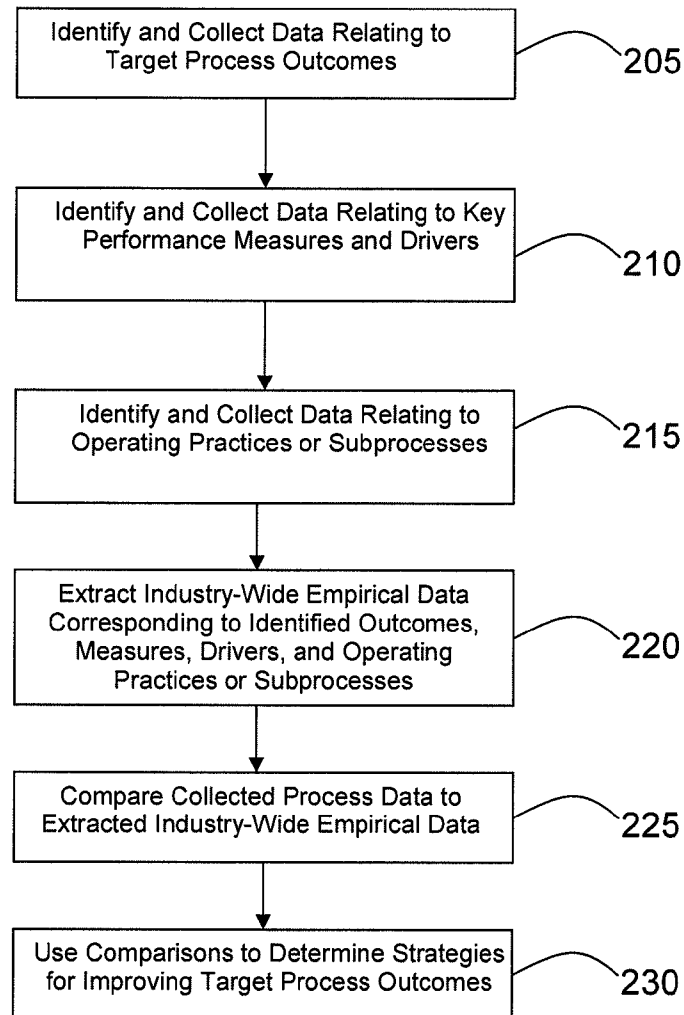 Identify and Collect Data Relating to
Target Process Outcomes
205
Identify and Collect Data Relating to Key
Performance Measures and Drivers
210
Identify and Collect Data Relating to
Operating Practices or Subprocesses
215
Extract Industry-Wide Empirical Data
Corresponding to Identified Outcomes,
Measures, Drivers, and Operating
Practices or Subprocesses
220
Compare Collected Process Data to
Extracted Industry-Wide Empirical Data
225
Use Comparisons to Determine Strategies
for Improving Target Process Outcomes
230